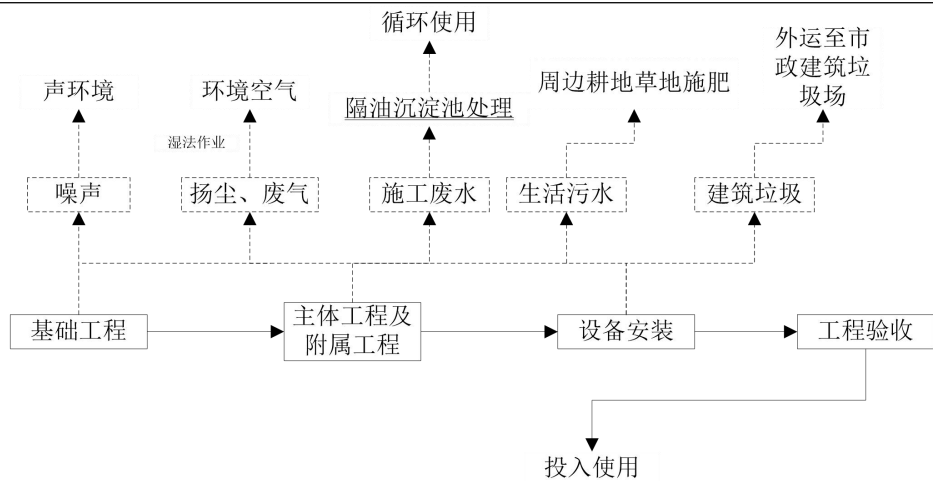 循环使用
外运至市
政建筑垃
圾场
声环境
环境空气
隔油沉淀池处理
周边耕地草地施肥
湿法作业
噪声
扬尘、废气
施工废水
生活污水
建筑垃圾
基础工程
主体工程及
附属工程
设备安装
工程验收
投入使用